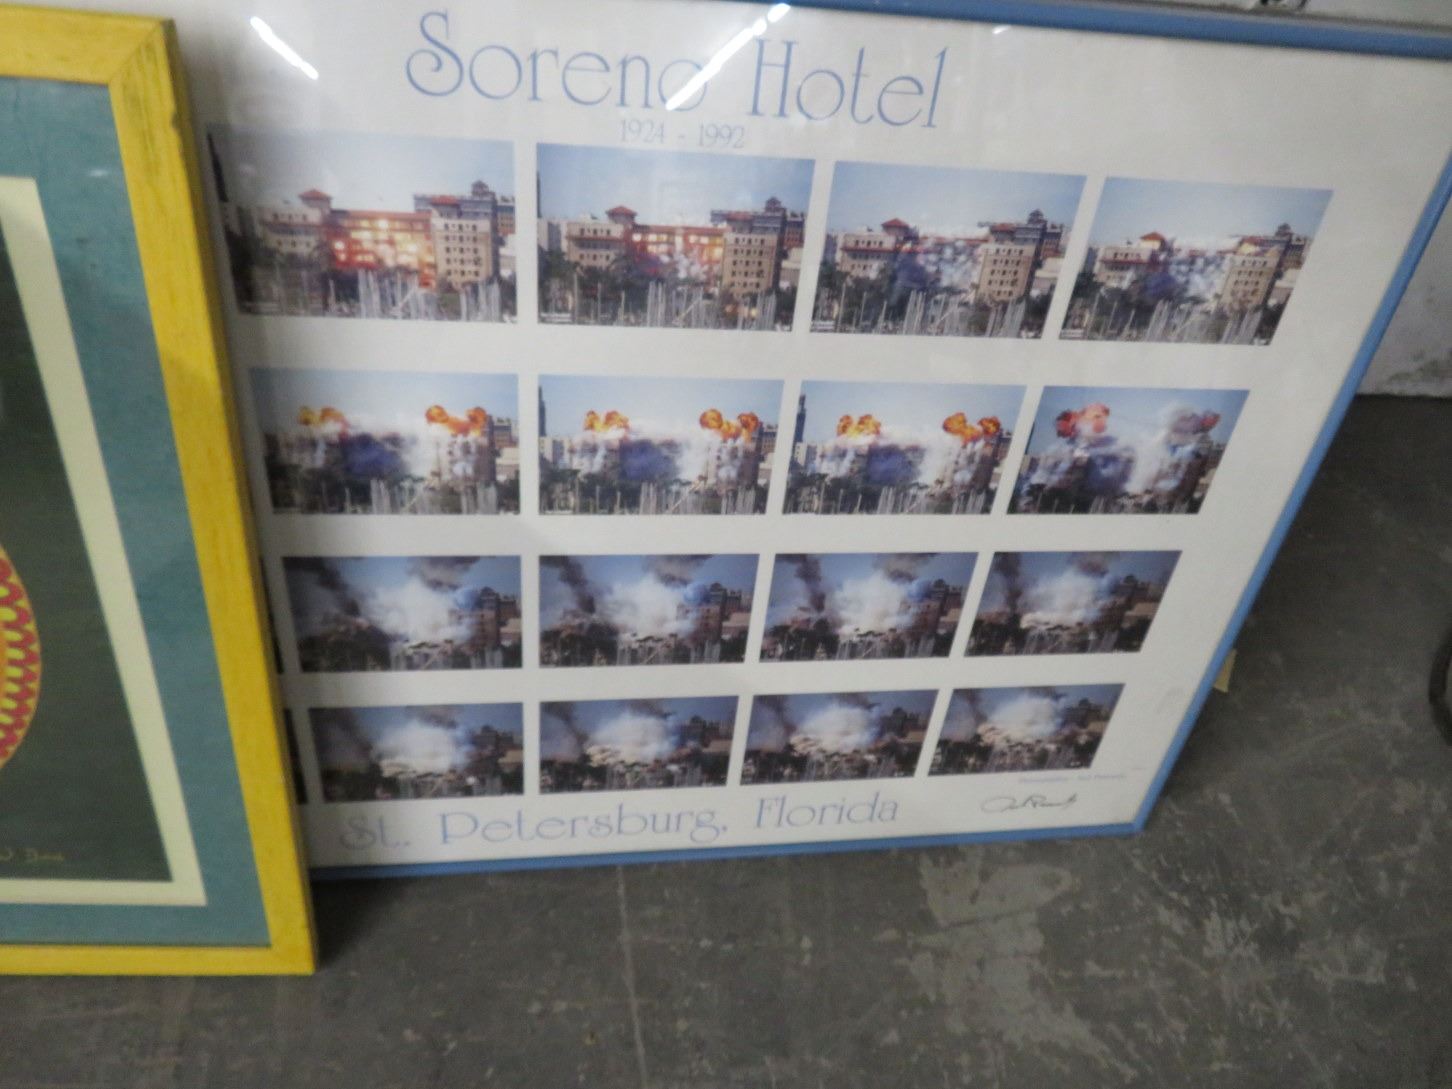 Soreno Hotel
1924 - 1992
St. Petersburg, Florida